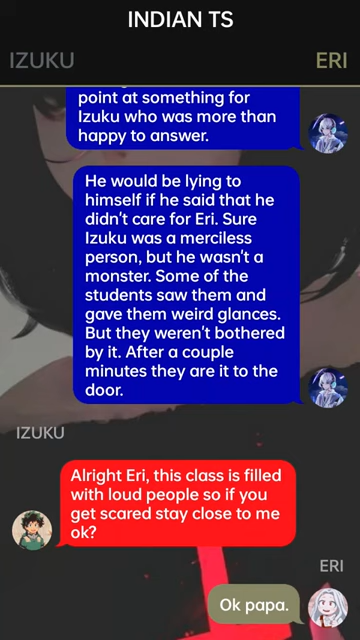 INDIAN TS
IZUKU
ERI
point at something for
Izuku who was more than
happy to answer.
He would be lying to
himself if he said that he
didn't care for Eri. Sure
Izuku was a merciless
person, but he wasn't a
monster. Some of the
students saw them and
gave them weird glances.
But they weren't bothered
by it. After a couple
minutes they are it to the
door.
IZUKU
Alright Eri, this class is filled
with loud people so if you
get scared stay close to me
ok?
ERI
Ok papa.